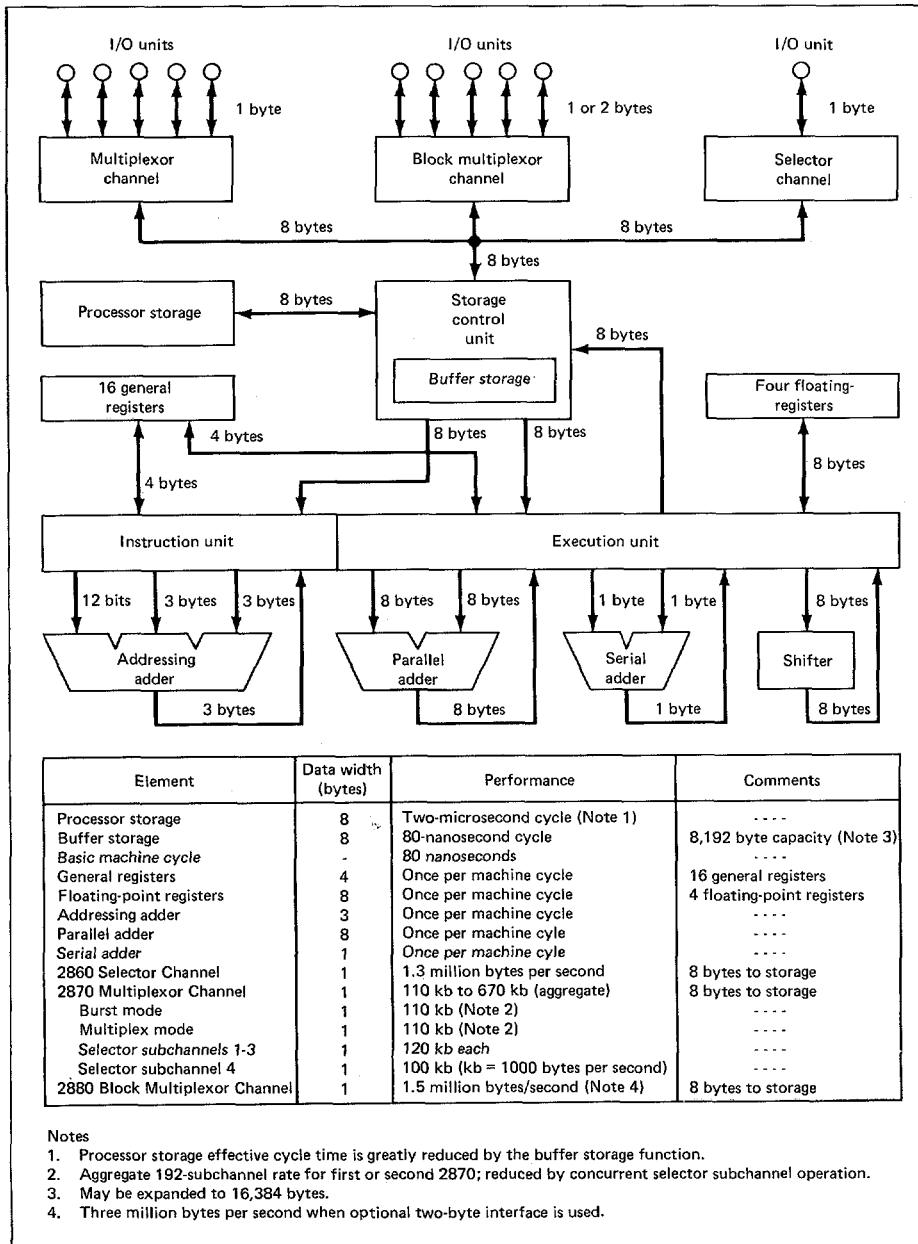 I/O units
I/O units
I/O unit
1 byte
1 or 2 bytes
1 byte
Multiplexor
channel
Block multiplexor
channel
Selector
channel
8 bytes
8 bytes
8 bytes
Processor storage
8 bytes
Storage
control
unit
Buffer storage
8 bytes
16 general
registers
Four floating-
registers
4 bytes
8 bytes
8 bytes
4 bytes
8 bytes
Instruction unit
Execution unit
12 bits
3 bytes
3 bytes
8 bytes
8 bytes
1 byte
1 byte
8 bytes
Addressing
adder
Parallel
adder
Serial
adder
Shifter
3 bytes
8 bytes
1 byte
8 bytes
Element Data width (bytes) Performance Comments
Processor storage 8 Two-microsecond cycle (Note 1) - - - -
Buffer storage 8 80-nanosecond cycle 8,192 byte capacity (Note 3)
Basic machine cycle - 80 nanoseconds - - - -
General registers 4 Once per machine cycle 16 general registers
Floating-point registers 8 Once per machine cycle 4 floating-point registers
Addressing adder 3 Once per machine cycle - - - -
Parallel adder 8 Once per machine cyle - - - -
Serial adder 1 Once per machine cyle - - - -
2860 Selector Channel 1 1.3 million bytes per second 8 bytes to storage
2870 Multiplexor Channel 1 110 kb to 670 kb (aggregate) 8 bytes to storage
Burst mode 1 110 kb (Note 2) - - - -
Multiplex mode 1 110 kb (Note 2) - - - -
Selector subchannels 1-3 1 120 kb each - - - -
Selector subchannel 4 1 100 kb (kb = 1000 bytes per second) - - - -
2880 Block Multiplexor Channel 1 1.5 million bytes/second (Note 4) 8 bytes to storage
Notes
1. Processor storage effective cycle time is greatly reduced by the buffer storage function.
2. Aggregate 192-subchannel rate for first or second 2870; reduced by concurrent selector subchannel operation.
3. May be expanded to 16,384 bytes.
4. Three million bytes per second when optional two-byte interface is used.